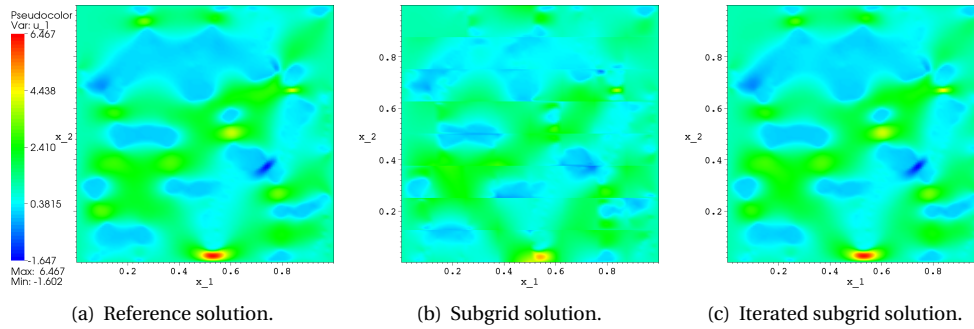 Pseudocolor
Var: u_1
6.467
4.438
2.410
0.3815
-1.647
Max: 6.467
Min: -1.602
x_2
0.2 0.4 0.6 0.8
x_1
0.8
0.6
x_2
0.4
0.2
0.2 0.4 0.6 0.8
x_1
0.8
0.6
x_2
0.4
0.2
0.2 0.4 0.6 0.8
x_1
(a) Reference solution.
(b) Subgrid solution.
(c) Iterated subgrid solution.